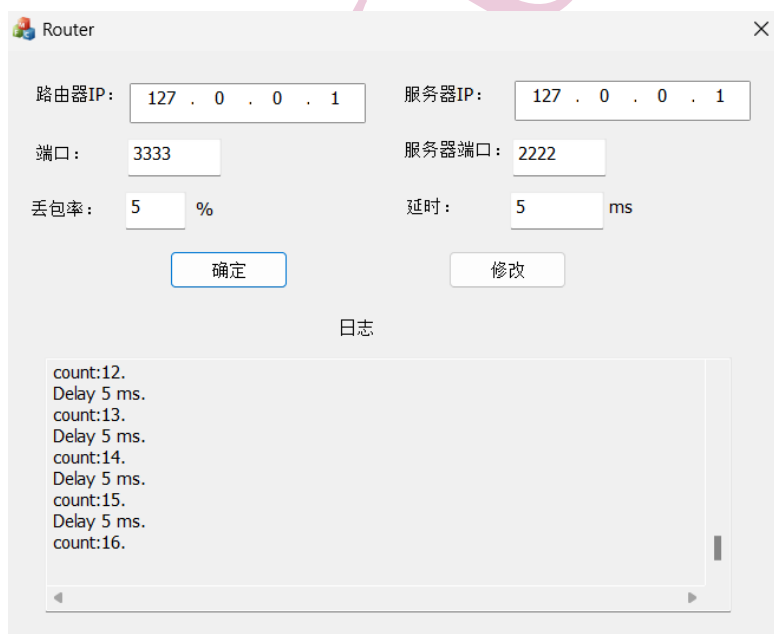 Router
路由器IP： 127 . 0 . 0 . 1 服务器IP： 127 . 0 . 0 . 1
端口： 3333 服务器端口： 2222
丢包率： 5 % 延时： 5 ms
确定 修改
日志
count:12.
Delay 5 ms.
count:13.
Delay 5 ms.
count:14.
Delay 5 ms.
count:15.
Delay 5 ms.
count:16.